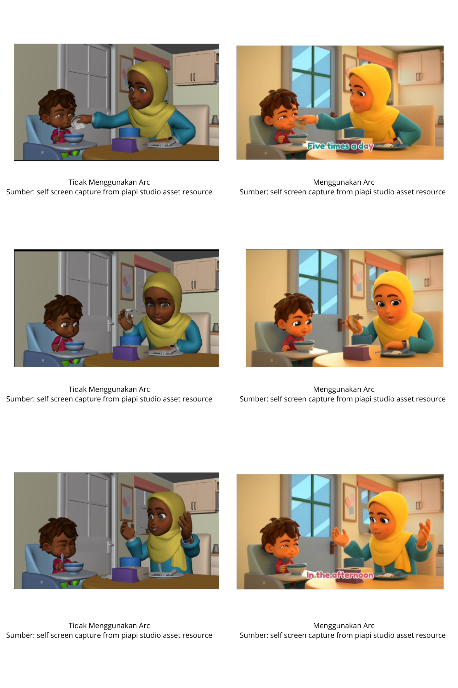 Five times a day
Tidak Menggunakan Arc
Sumber: self screen capture from piapi studio asset resource
Menggunakan Arc
Sumber: self screen capture from piapi studio asset resource
Tidak Menggunakan Arc
Sumber: self screen capture from piapi studio asset resource
Menggunakan Arc
Sumber: self screen capture from piapi studio asset resource
In the afternoon
Tidak Menggunakan Arc
Sumber: self screen capture from piapi studio asset resource
Menggunakan Arc
Sumber: self screen capture from piapi studio asset resource